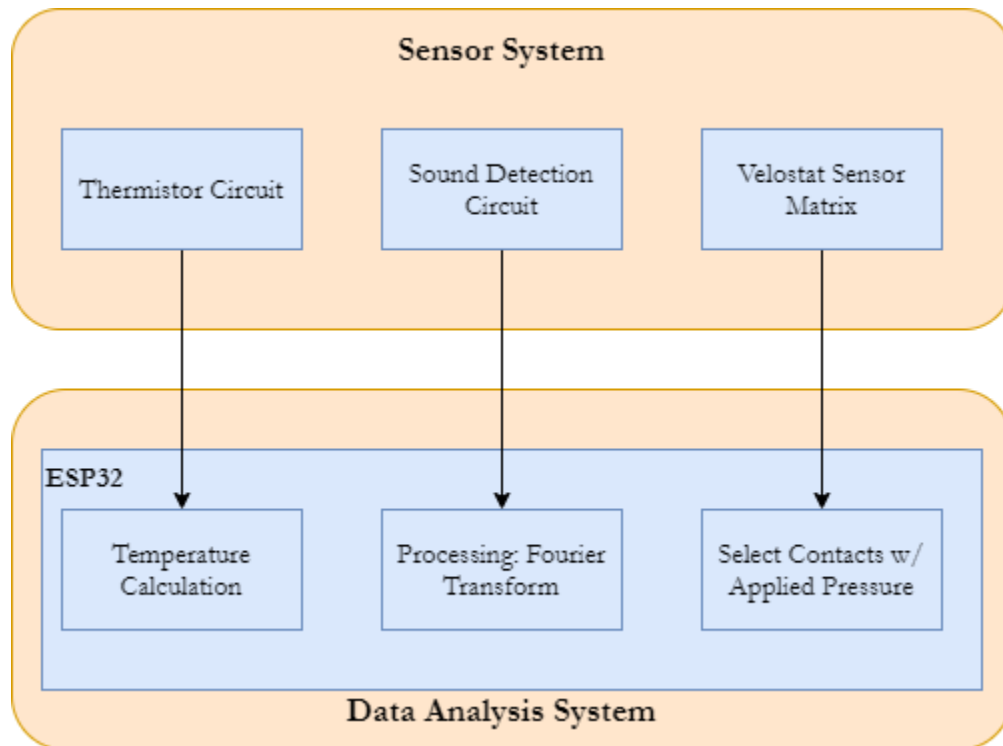 Sensor System
Thermistor Circuit
Sound Detection
Circuit
Velostat Sensor
Matrix
ESP32
Temperature
Calculation
Processing: Fourier
Transform
Select Contacts w/
Applied Pressure
Data Analysis System